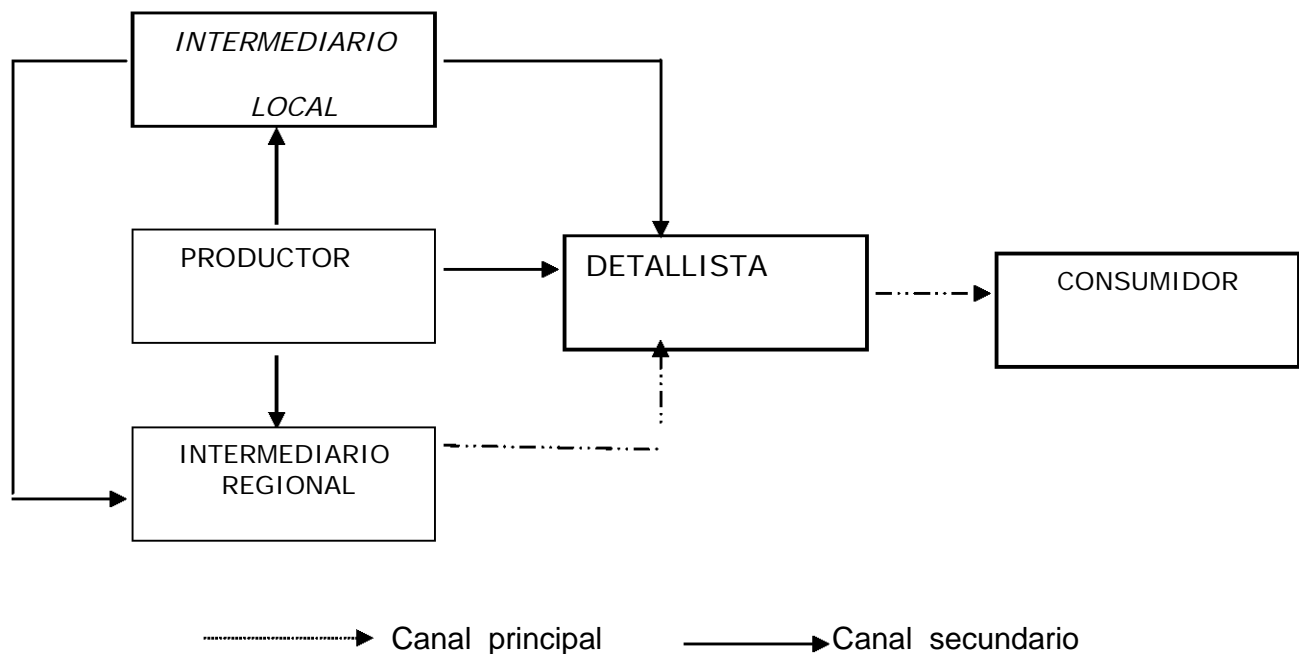 INTERMEDIARIO
LOCAL
PRODUCTOR
DETALLISTA
CONSUMIDOR
INTERMEDIARIO
REGIONAL
Canal principal
Canal secundario